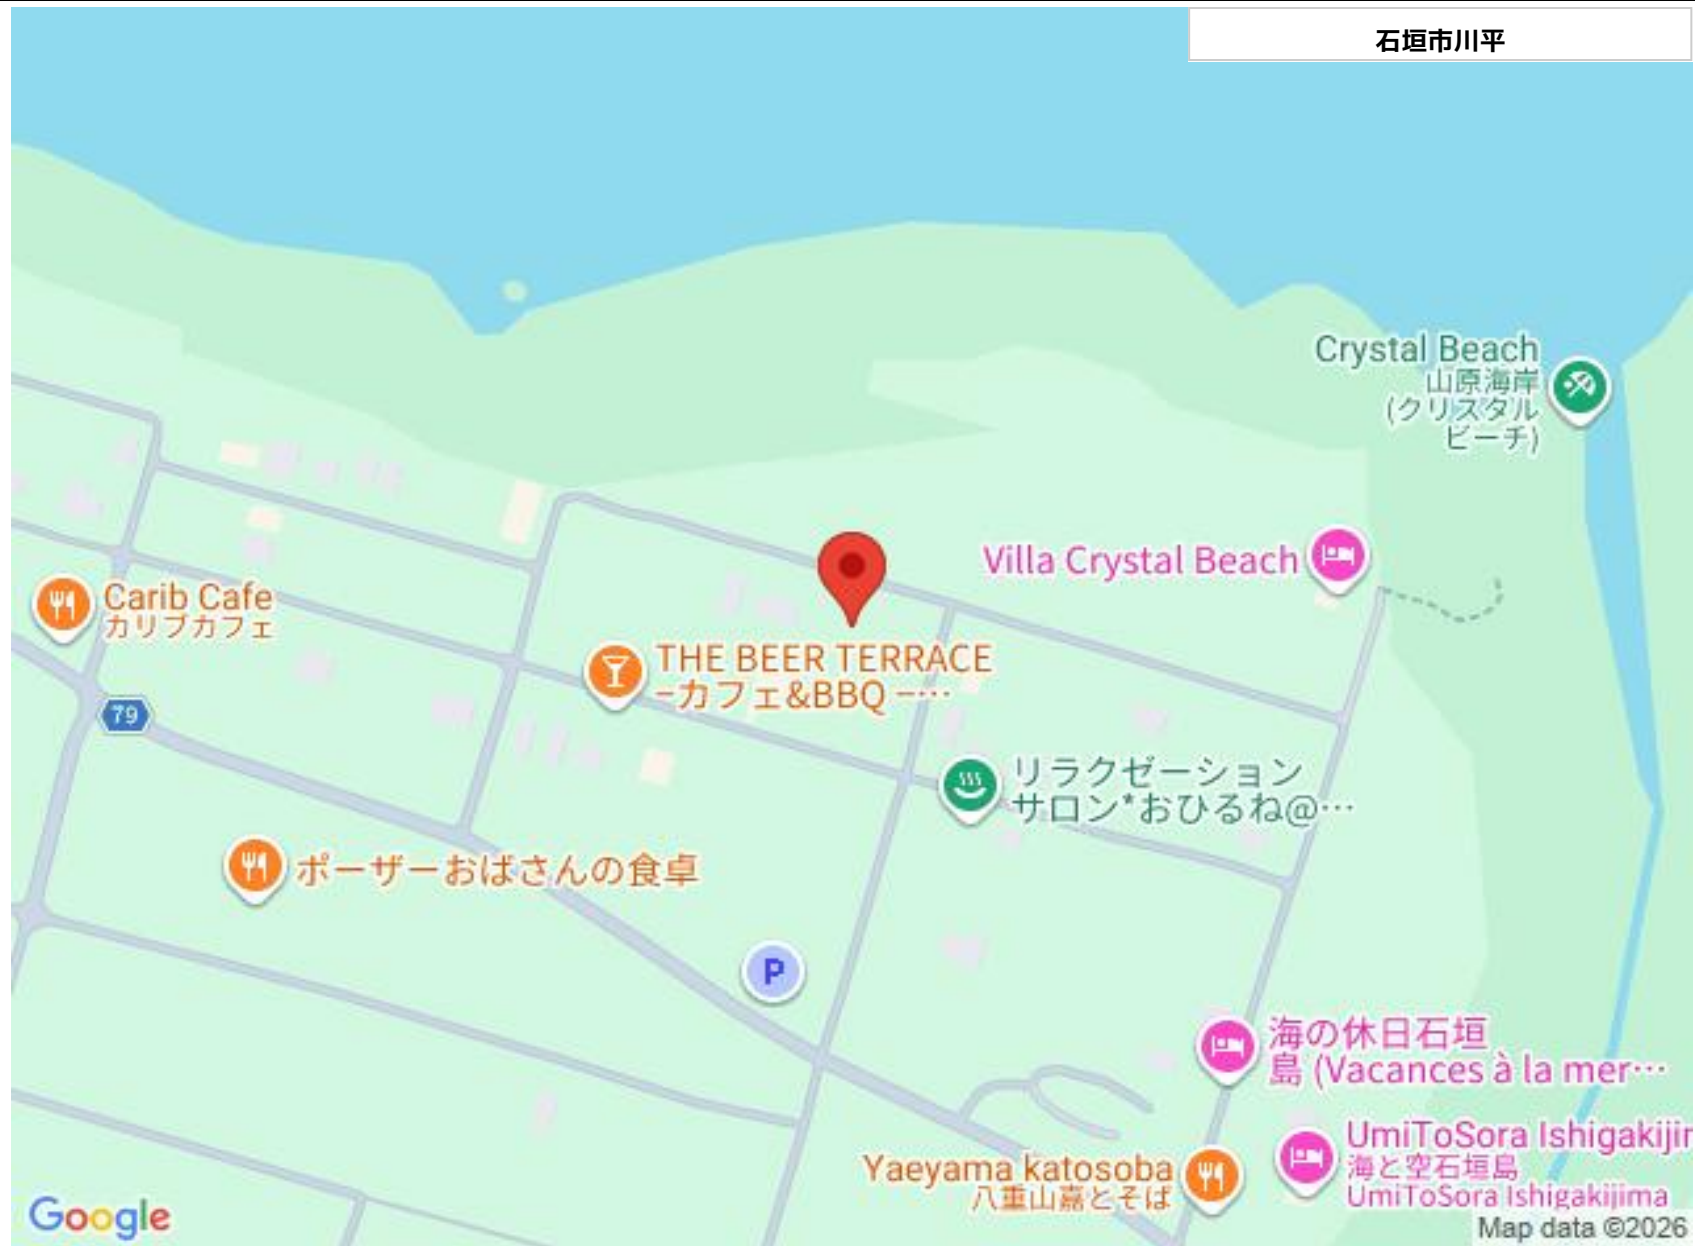 石垣市川平
Crystal Beach
山原海岸
(クリスタル
ビーチ)
Villa Crystal Beach
Carib Cafe
カリブカフェ
THE BEER TERRACE
−カフェ&BBQ −…
79
リラクゼーション
サロン*おひるね@…
ポーザーおばさんの食卓
P
海の休日石垣
島 (Vacances à la mer…
UmiToSora Ishigakijir
海と空石垣島
UmiToSora Ishigakijima
Yaeyama katosoba
八重山嘉とそば
Google
Map data ©2026